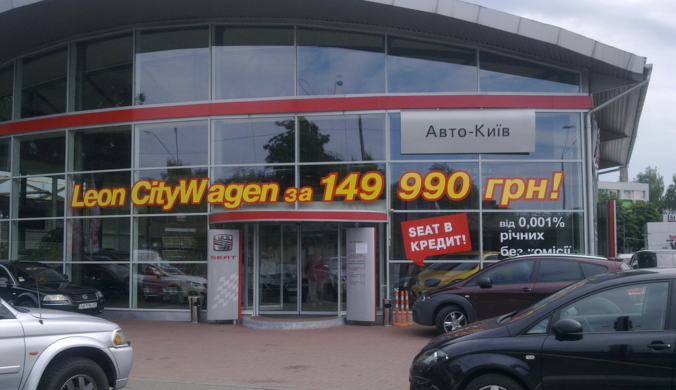 Авто-Київ
Leon CityWagen за 149 990 грн!
SEAT В
КРЕДИТ!
від 0,001%
річних
без комісії
SEAT